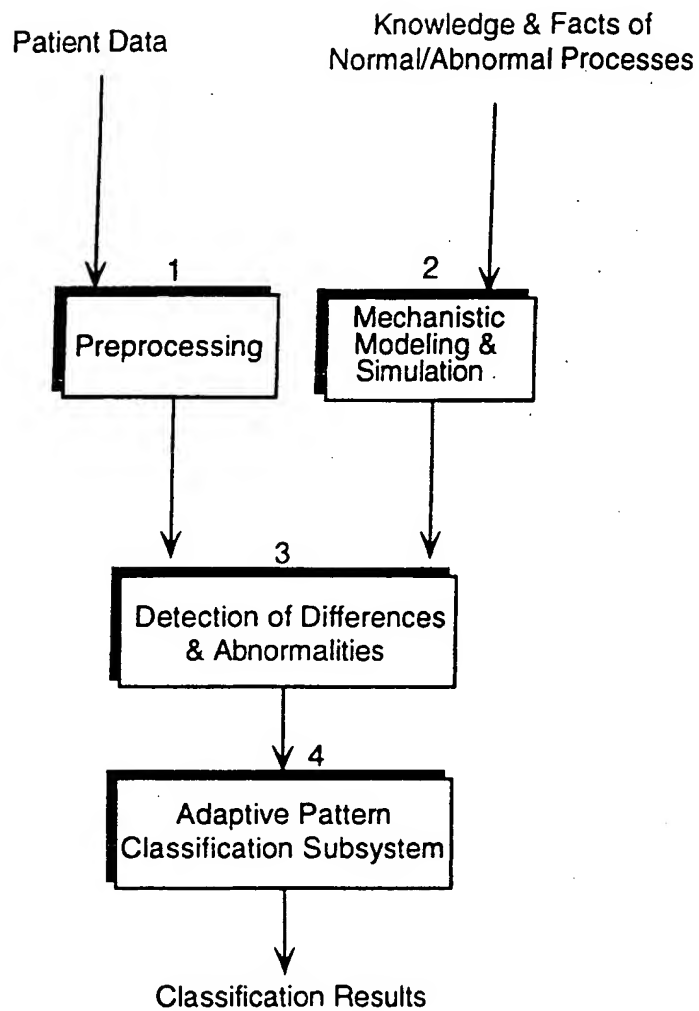 Patient Data
Knowledge & Facts of
Normal/Abnormal Processes
1
Preprocessing
2
Mechanistic
Modeling &
Simulation
3
Detection of Differences
& Abnormalities
4
Adaptive Pattern
Classification Subsystem
Classification Results